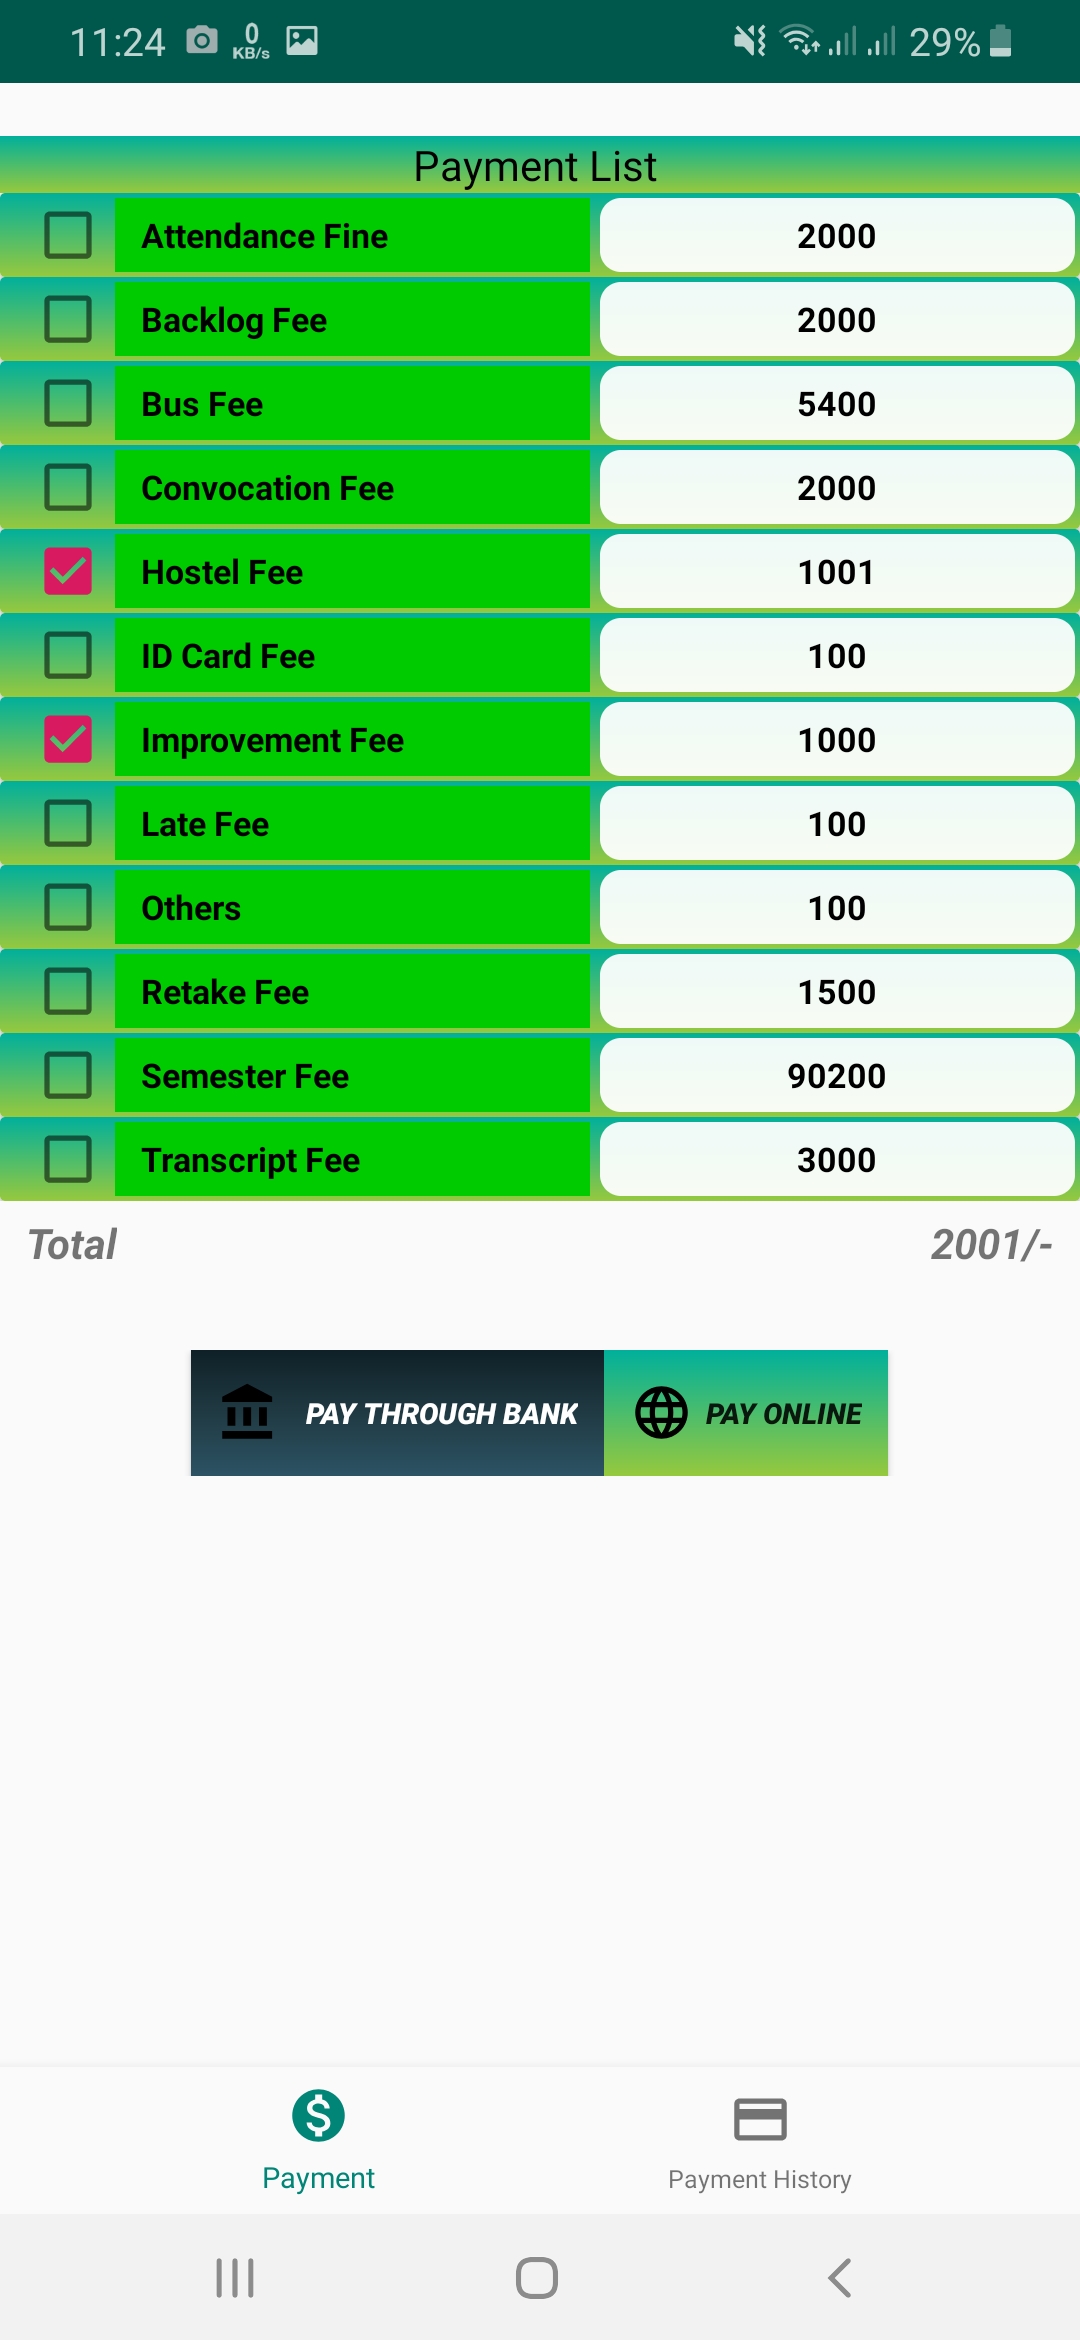 11:24 0 KB/s 29%
Payment List
Attendance Fine 2000
Backlog Fee 2000
Bus Fee 5400
Convocation Fee 2000
Hostel Fee 1001
ID Card Fee 100
Improvement Fee 1000
Late Fee 100
Others 100
Retake Fee 1500
Semester Fee 90200
Transcript Fee 3000
Total 2001/-
PAY THROUGH BANK PAY ONLINE
Payment Payment History